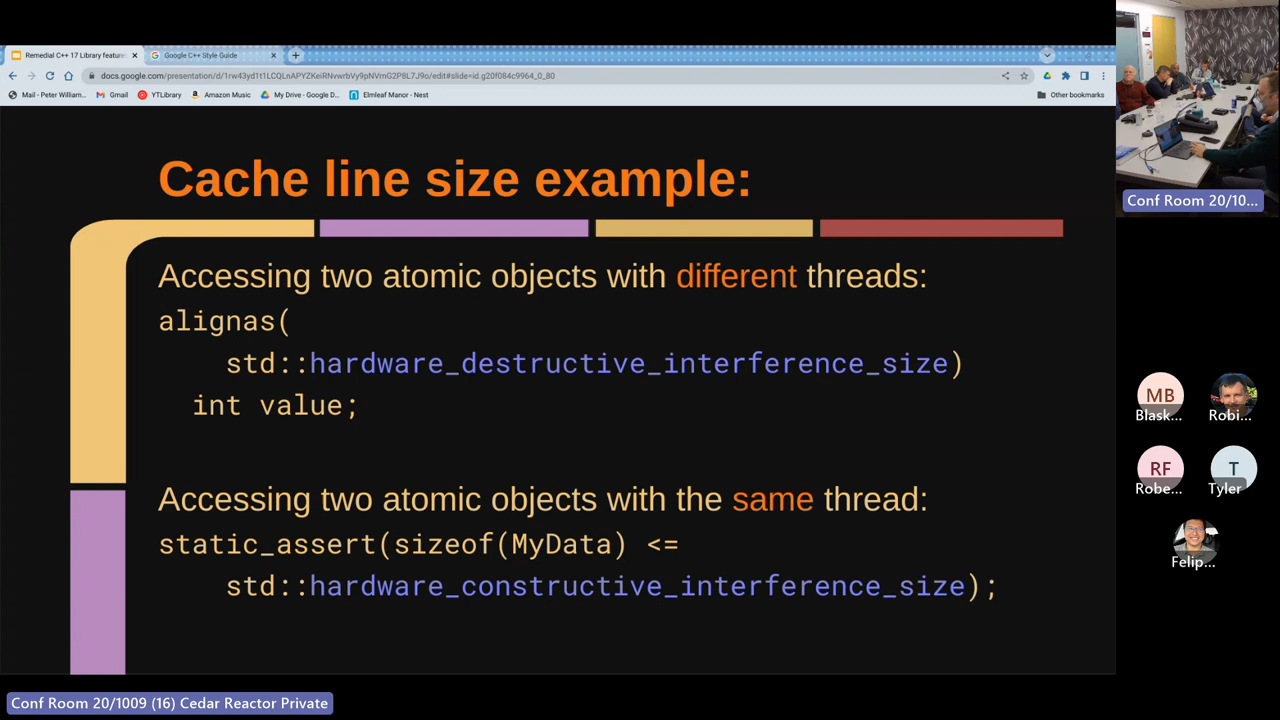 Remedial C++ 17 Library feature
Google C++ Style Guide
docs.google.com/presentation/d/1rw43yd1t1LCQLnAPYZKeiRNvwrbVy9pNVmG2P8L7J9o/edit#slide=id.g20f084c9964_0_80
Mail - Peter William...
Gmail
YTLibrary
Amazon Music
My Drive - Google D...
Elmleaf Manor - Nest
Other bookmarks
Cache line size example:
Accessing two atomic objects with different threads:
alignas(
std::hardware_destructive_interference_size)
int value;
Accessing two atomic objects with the same thread:
static_assert(sizeof(MyData) <=
std::hardware_constructive_interference_size);
Conf Room 20/10...
MB
Blask...
Robi...
RF
Robe...
T
Tyler
Felip...
Conf Room 20/1009 (16) Cedar Reactor Private